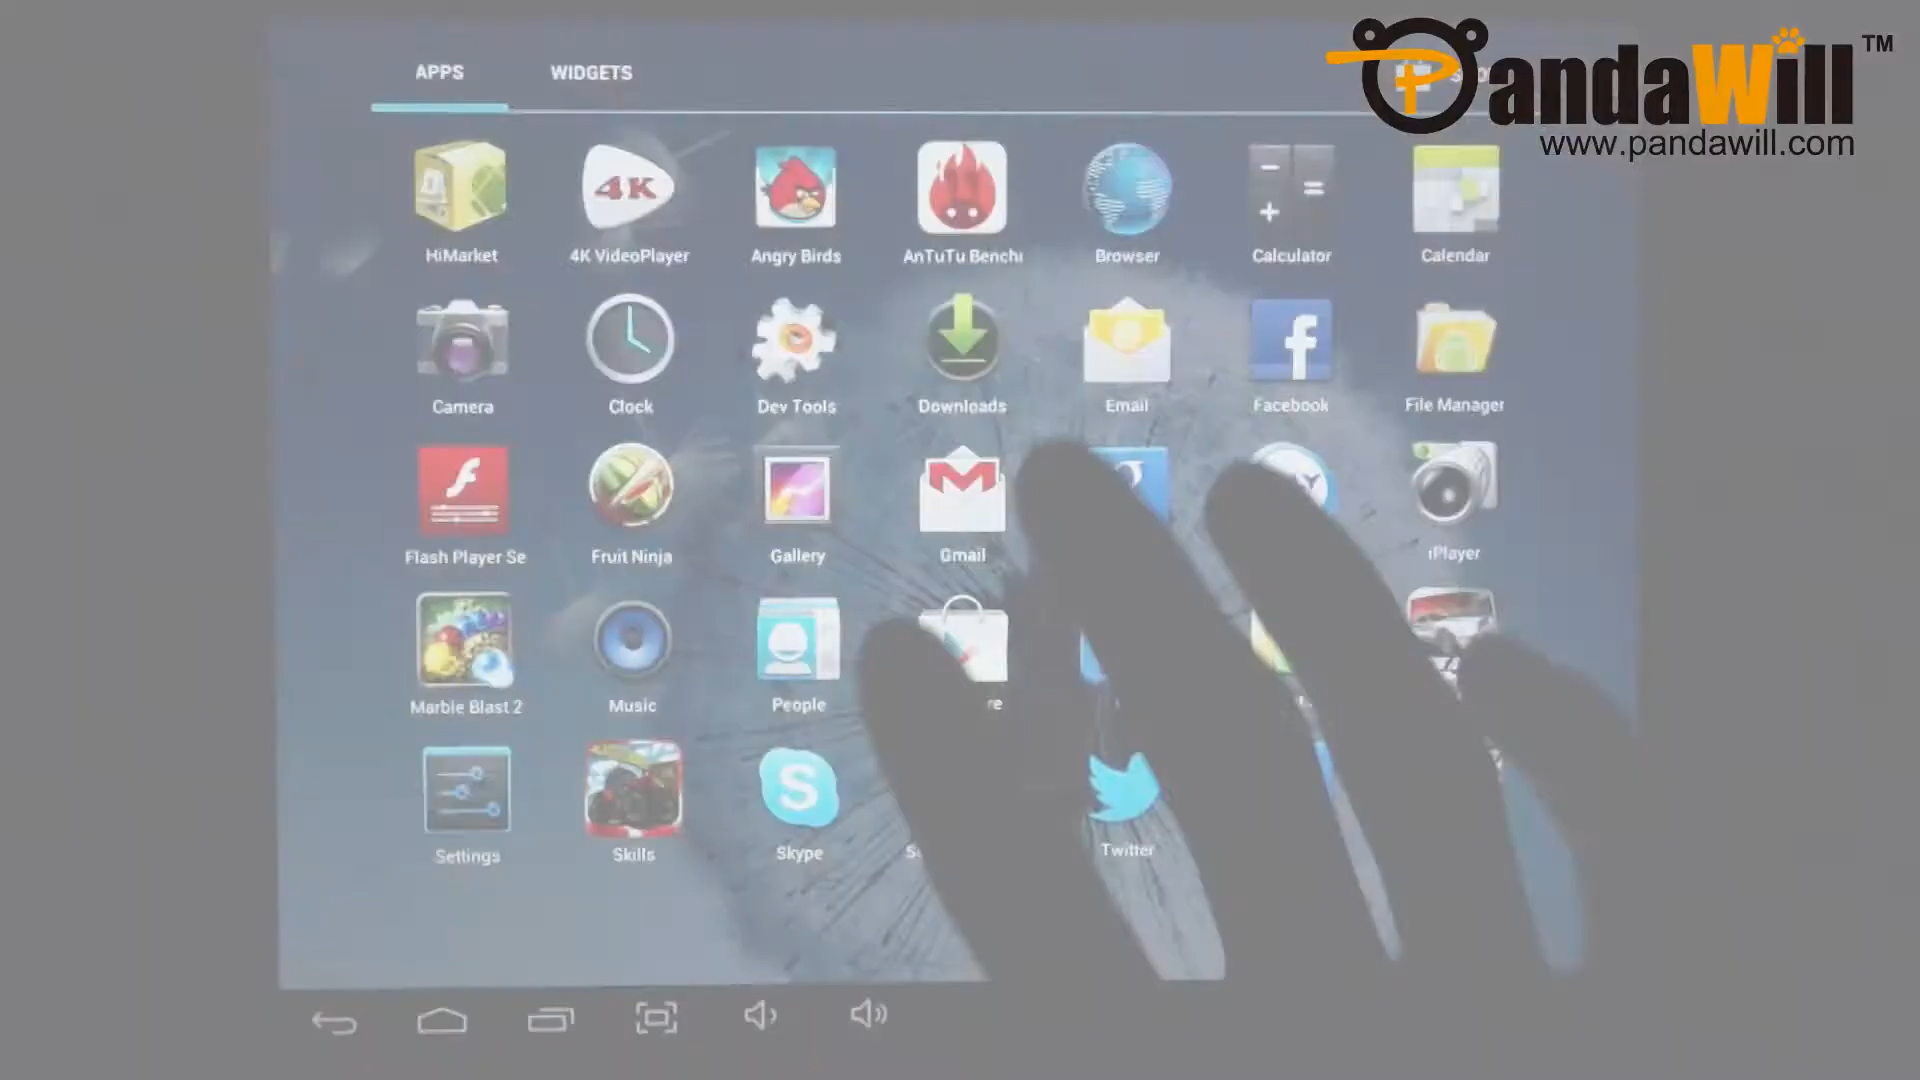 APPS WIDGETS
PandaWill™
www.pandawill.com
4K
HiMarket 4K VideoPlayer Angry Birds AnTuTu Benchi Browser Calculator Calendar
Camera Clock Dev Tools Downloads Email Facebook File Manager
Flash Player Se Fruit Ninja Gallery Gmail iPlayer
Marble Blast 2 Music People re
Settings Skills Skype Twitter